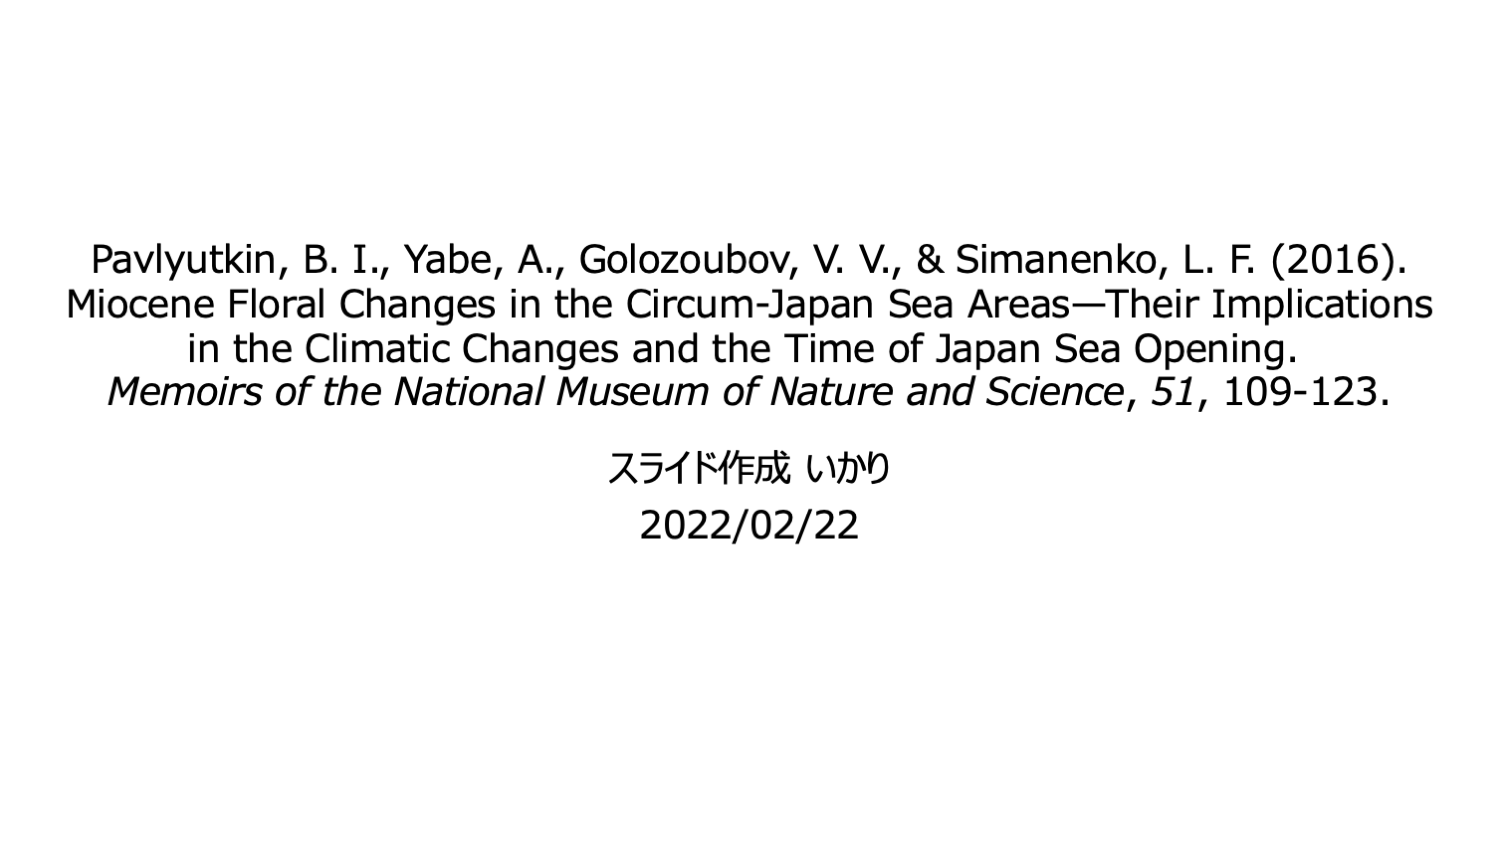 Pavlyutkin, B. I., Yabe, A., Golozoubov, V. V., & Simanenko, L. F. (2016).
Miocene Floral Changes in the Circum-Japan Sea Areas—Their Implications
in the Climatic Changes and the Time of Japan Sea Opening.
Memoirs of the National Museum of Nature and Science, 51, 109-123.
スライド作成 いかり
2022/02/22